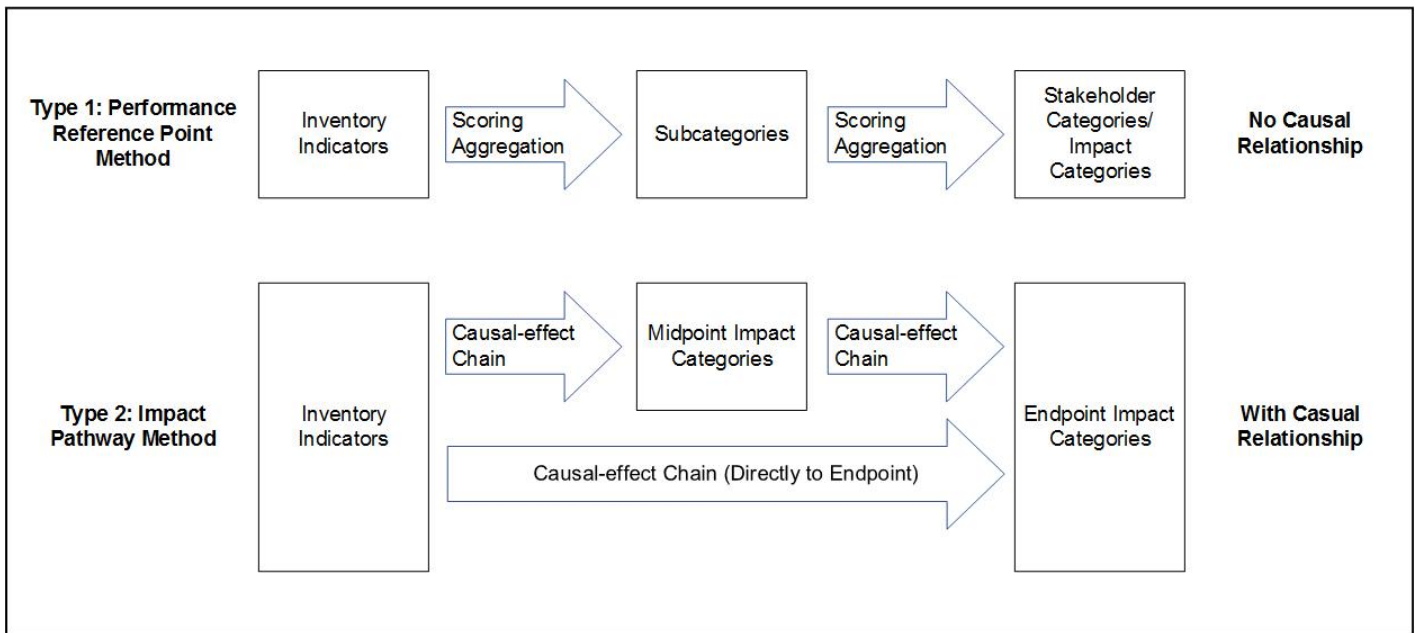 Type 1: Performance
Reference Point
Method
Inventory
Indicators
Scoring
Aggregation
Subcategories
Scoring
Aggregation
Stakeholder
Categories/
Impact
Categories
No Causal
Relationship
Type 2: Impact
Pathway Method
Inventory
Indicators
Causal-effect
Chain
Midpoint Impact
Categories
Causal-effect
Chain
Causal-effect Chain (Directly to Endpoint)
Endpoint Impact
Categories
With Casual
Relationship